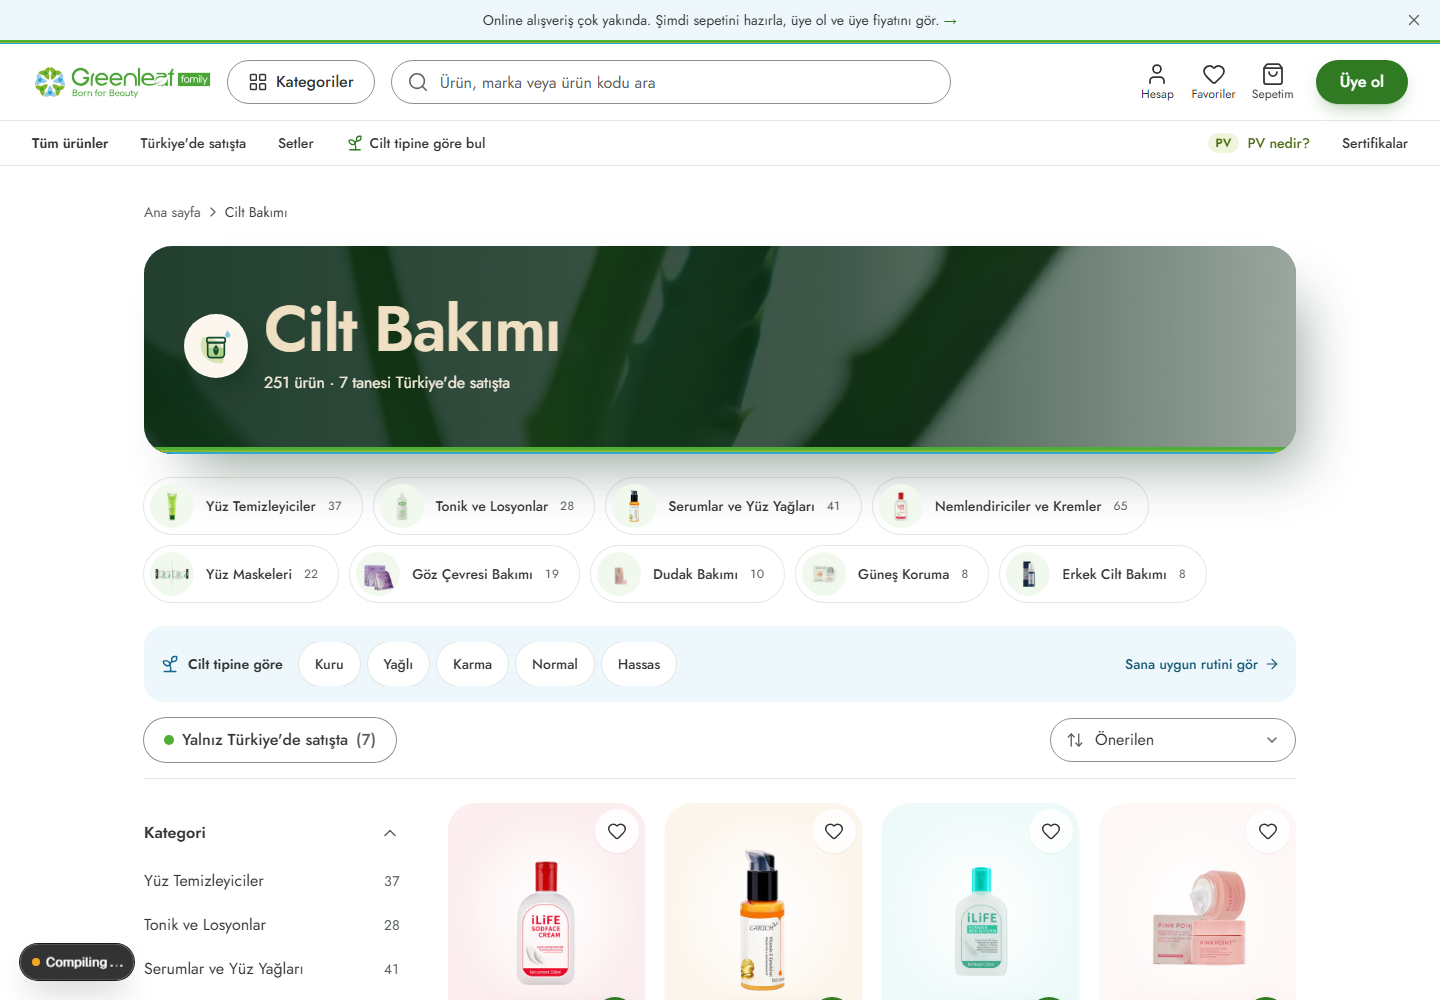 Online alışveriş çok yakında. Şimdi sepetini hazırla, üye ol ve üye fiyatını gör. →
Greenleaf family
Born for Beauty
Kategoriler
Ürün, marka veya ürün kodu ara
Hesap
Favoriler
Sepetim
Üye ol
Tüm ürünler
Türkiye'de satışta
Setler
Cilt tipine göre bul
PV
PV nedir?
Sertifikalar
Ana sayfa > Cilt Bakımı
Cilt Bakımı
251 ürün · 7 tanesi Türkiye'de satışta
Yüz Temizleyiciler 37
Tonik ve Losyonlar 28
Serumlar ve Yüz Yağları 41
Nemlendiriciler ve Kremler 65
Yüz Maskeleri 22
Göz Çevresi Bakımı 19
Dudak Bakımı 10
Güneş Koruma 8
Erkek Cilt Bakımı 8
Cilt tipine göre
Kuru
Yağlı
Karma
Normal
Hassas
Sana uygun rutini gör →
Yalnız Türkiye'de satışta (7)
Önerilen
Kategori
Yüz Temizleyiciler 37
Tonik ve Losyonlar 28
Serumlar ve Yüz Yağları 41
Compiling...
iLiFE
SODFACE
CREAM
CARICH
iLiFE
PINKPOINT